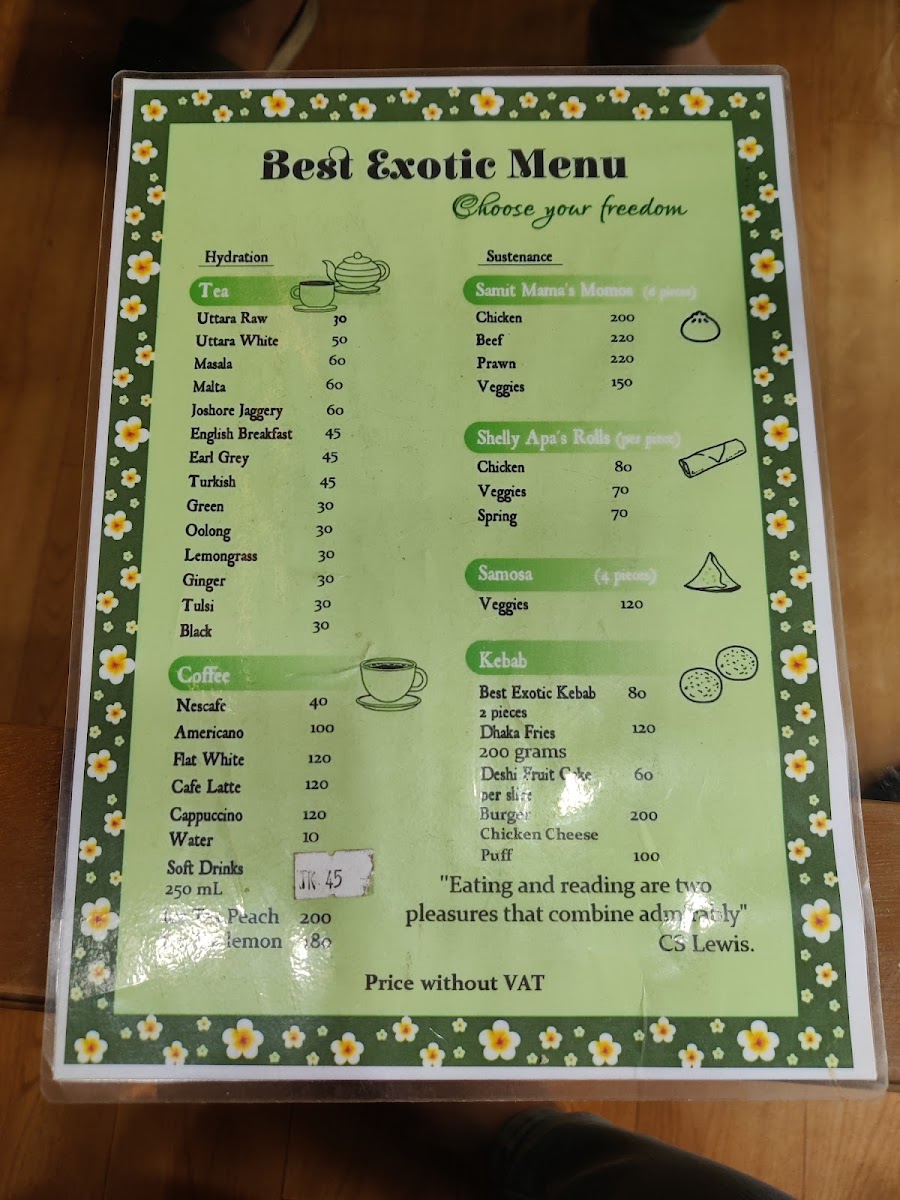 Best Exotic Menu
Choose your freedom
Hydration
Tea
Uttara Raw 30
Uttara White 50
Masala 60
Malta 60
Joshore Jaggery 60
English Breakfast 45
Earl Grey 45
Turkish 45
Green 30
Oolong 30
Lemongrass 30
Ginger 30
Tulsi 30
Black 30
Coffee
Nescafe 40
Americano 100
Flat White 120
Cafe Latte 120
Cappuccino 120
Water 10
Soft Drinks TK 45
250 mL
Peach 200
lemon
Sustenance
Samit Mama's Momos (6 pieces)
Chicken 200
Beef 220
Prawn 220
Veggies 150
Shelly Apa's Rolls (per piece)
Chicken 80
Veggies 70
Spring 70
Samosa (4 pieces)
Veggies 120
Kebab
Best Exotic Kebab 80
2 pieces
Dhaka Fries 120
200 grams
Deshi Fruit Cake 60
per slice
Burger 200
Chicken Cheese
Puff 100
"Eating and reading are two
pleasures that combine admirably"
CS Lewis.
Price without VAT